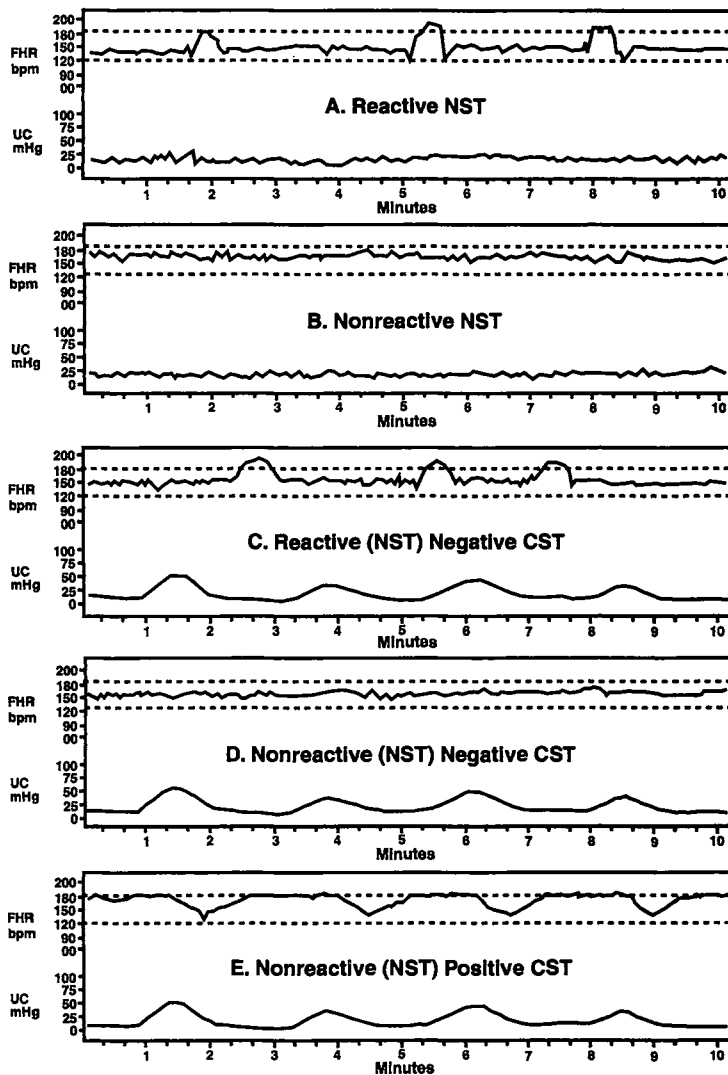 200
180
150
120
90
00
FHR
bpm
A. Reactive NST
100
75
50
25
0
UC
mHg
1 2 3 4 5 6 7 8 9 10
Minutes
200
180
150
120
90
00
FHR
bpm
B. Nonreactive NST
100
75
50
25
0
UC
mHg
1 2 3 4 5 6 7 8 9 10
Minutes
200
180
150
120
90
00
FHR
bpm
C. Reactive (NST) Negative CST
100
75
50
25
0
UC
mHg
1 2 3 4 5 6 7 8 9 10
Minutes
200
180
150
120
90
00
FHR
bpm
D. Nonreactive (NST) Negative CST
100
75
50
25
0
UC
mHg
1 2 3 4 5 6 7 8 9 10
Minutes
200
180
150
120
90
00
FHR
bpm
E. Nonreactive (NST) Positive CST
100
75
50
25
0
UC
mHg
1 2 3 4 5 6 7 8 9 10
Minutes